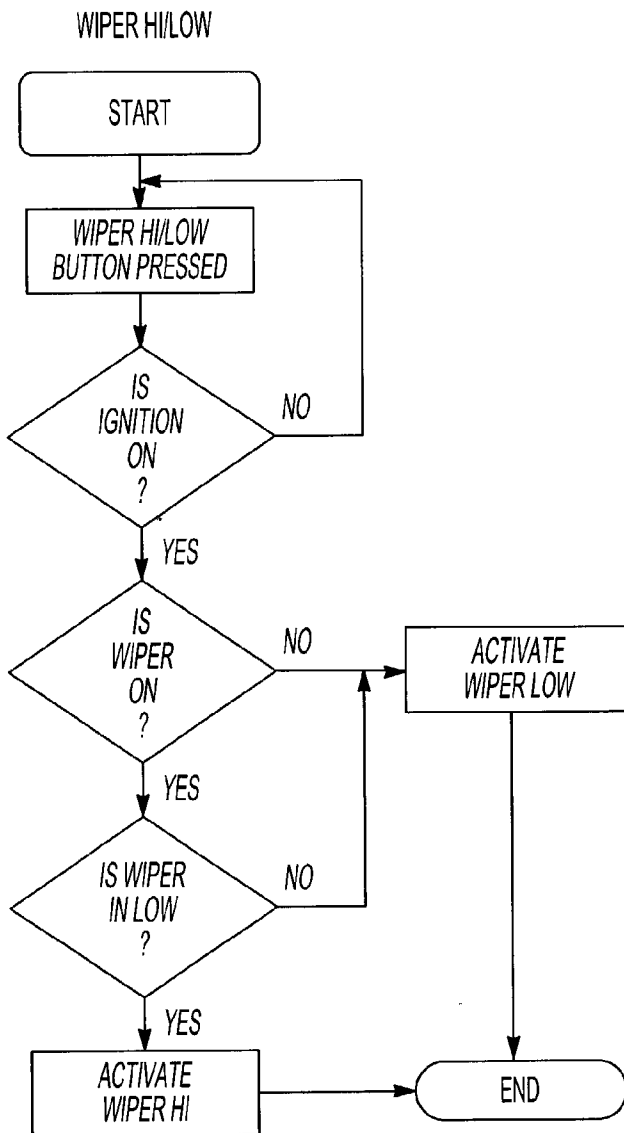 WIPER HI/LOW
START
WIPER HI/LOW
BUTTON PRESSED
IS
IGNITION
ON
?
NO
YES
IS
WIPER
ON
?
NO
ACTIVATE
WIPER LOW
YES
IS WIPER
IN LOW
?
NO
YES
ACTIVATE
WIPER HI
END